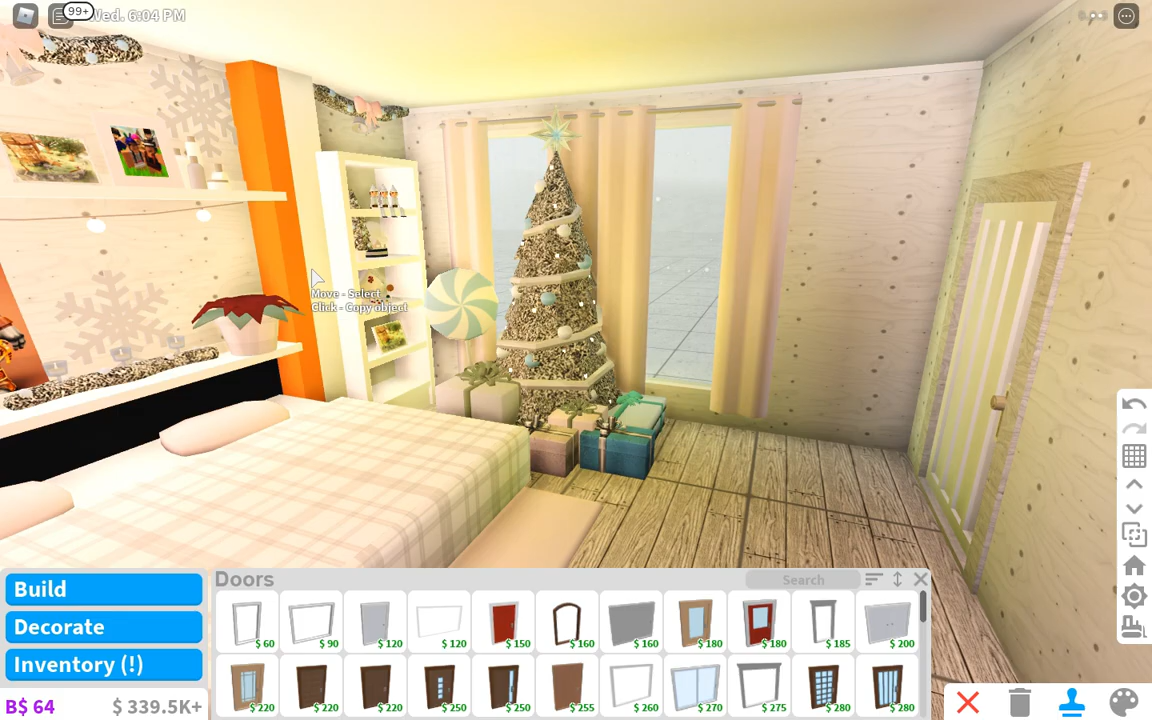 99+
Wed. 6:04 PM
Move - Select
Click - Copy object
Build
Decorate
Inventory (!)
B$ 64
$ 339.5K+
Doors
Search
$ 60
$ 90
$ 120
$ 120
$ 150
$ 160
$ 160
$ 180
$ 180
$ 185
$ 200
$ 220
$ 220
$ 220
$ 250
$ 250
$ 255
$ 260
$ 270
$ 275
$ 280
$ 280